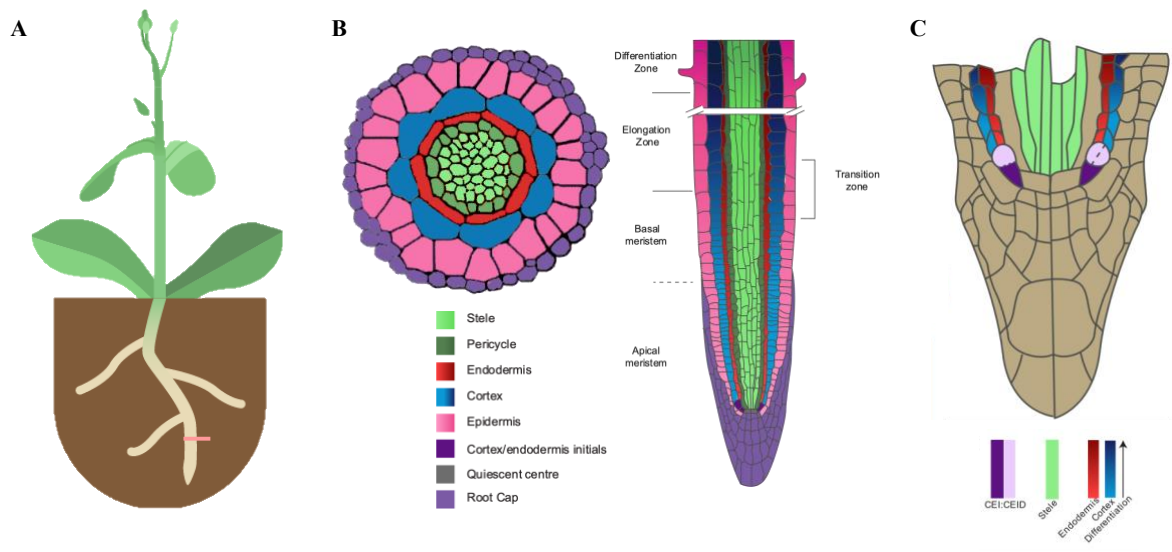 A
B
C
Differentiation
Zone
Elongation
Zone
Transition
zone
Basal
meristem
Apical
meristem
Stele
Pericycle
Endodermis
Cortex
Epidermis
Cortex/endodermis initials
Quiescent centre
Root Cap
CEI:CEID
Stele
Endodermis
Cortex
Differentiation